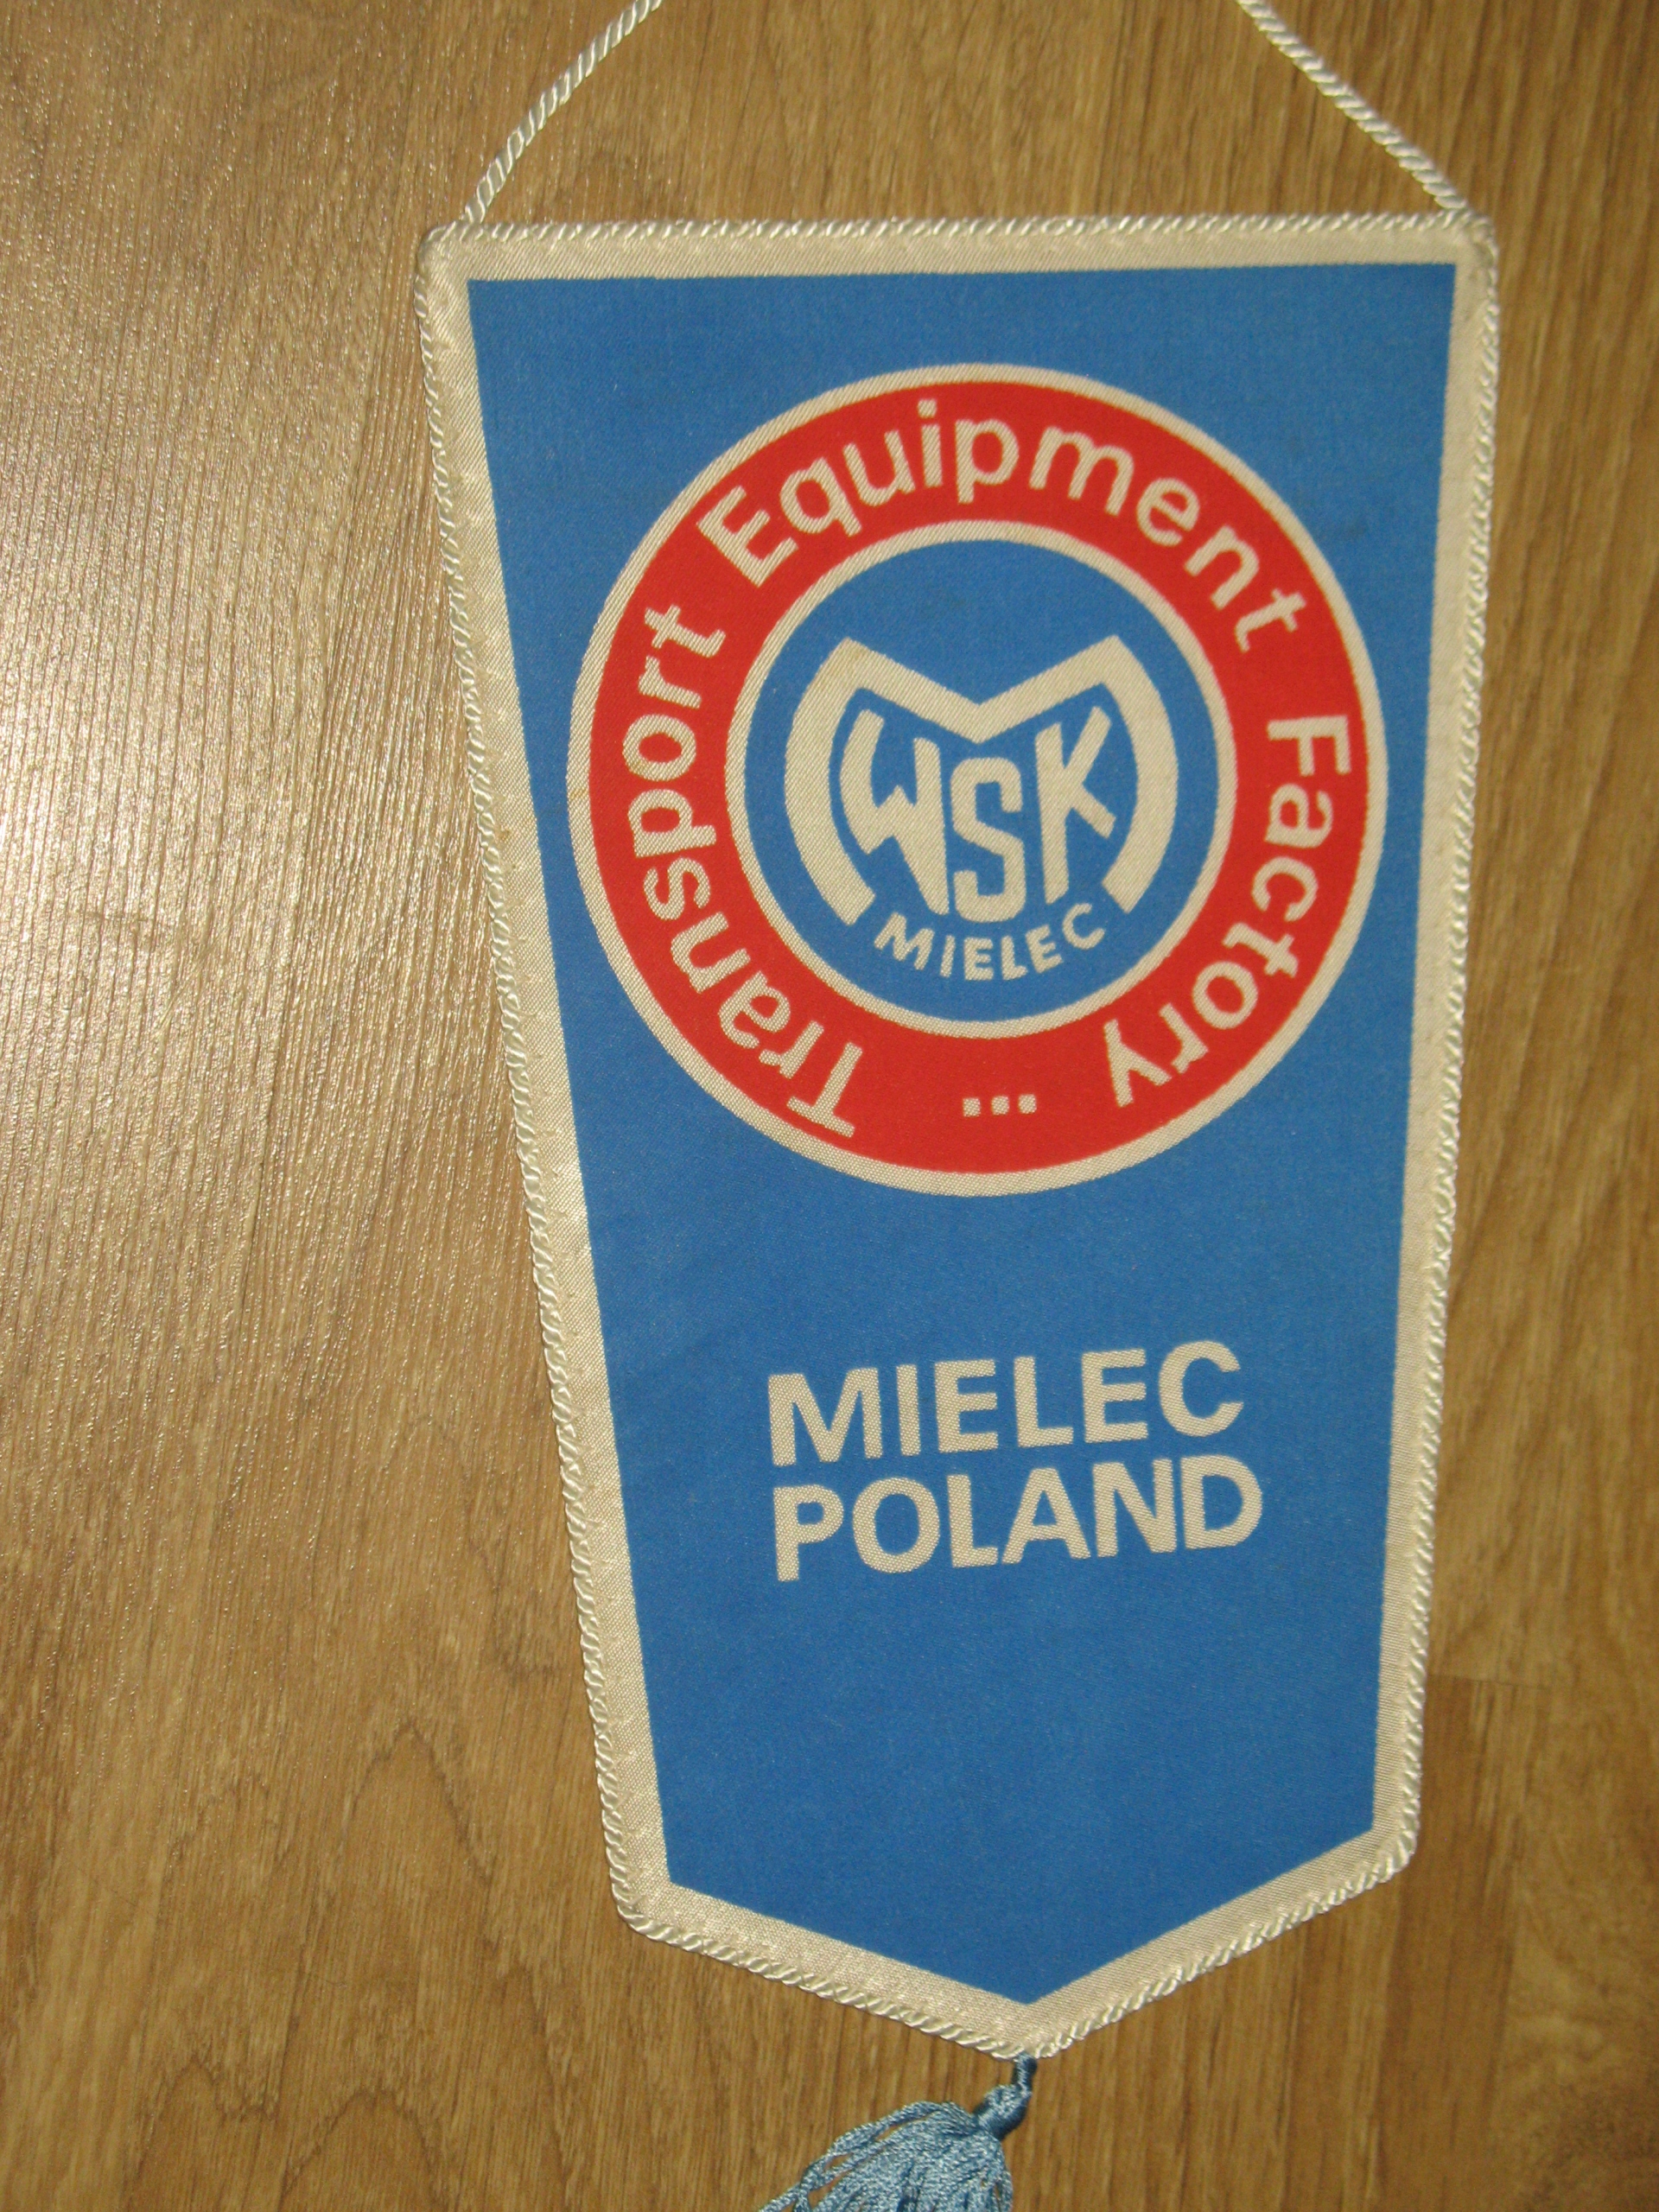 Transport Equipment Factory ...
WSK
MIELEC
MIELEC
POLAND